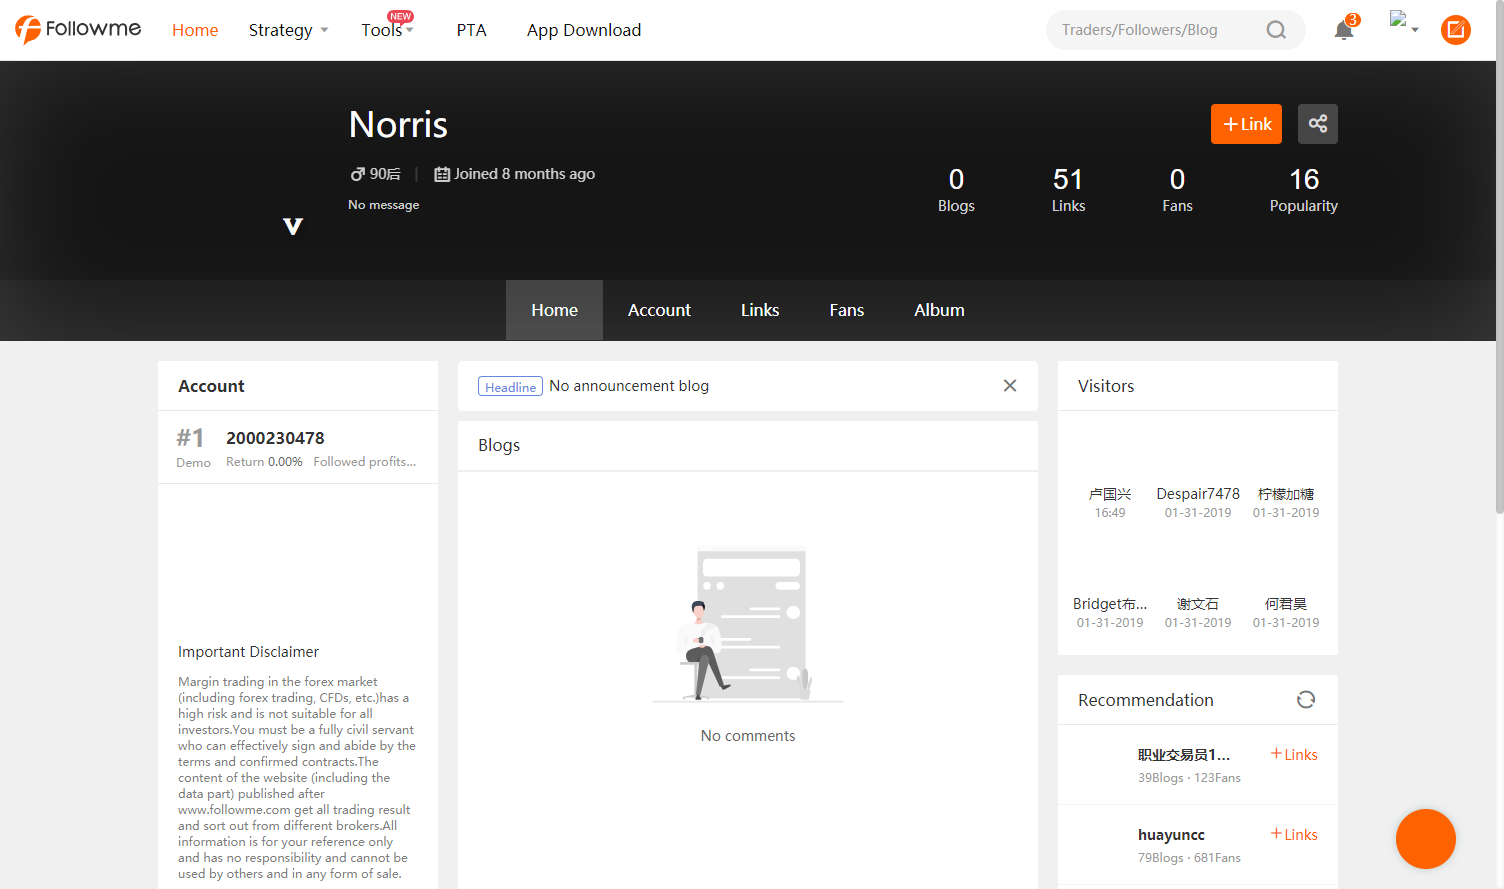 Followme Home Strategy Tools NEW PTA App Download Traders/Followers/Blog 3
Norris
+Link
90后 | Joined 8 months ago
No message
V
0 51 0 16
Blogs Links Fans Popularity
Home Account Links Fans Album
Account
#1 2000230478
Demo Return 0.00% Followed profits...
Important Disclaimer
Margin trading in the forex market
(including forex trading, CFDs, etc.)has a
high risk and is not suitable for all
investors.You must be a fully civil servant
who can effectively sign and abide by the
terms and confirmed contracts.The
content of the website (including the
data part) published after
www.followme.com get all trading result
and sort out from different brokers.All
information is for your reference only
and has no responsibility and cannot be
used by others and in any form of sale.
Headline No announcement blog
Blogs
No comments
Visitors
卢国兴 Despair7478 柠檬加糖
16:49 01-31-2019 01-31-2019
Bridget布... 谢文石 何君昊
01-31-2019 01-31-2019 01-31-2019
Recommendation
职业交易员1... +Links
39Blogs · 123Fans
huayuncc +Links
79Blogs · 681Fans